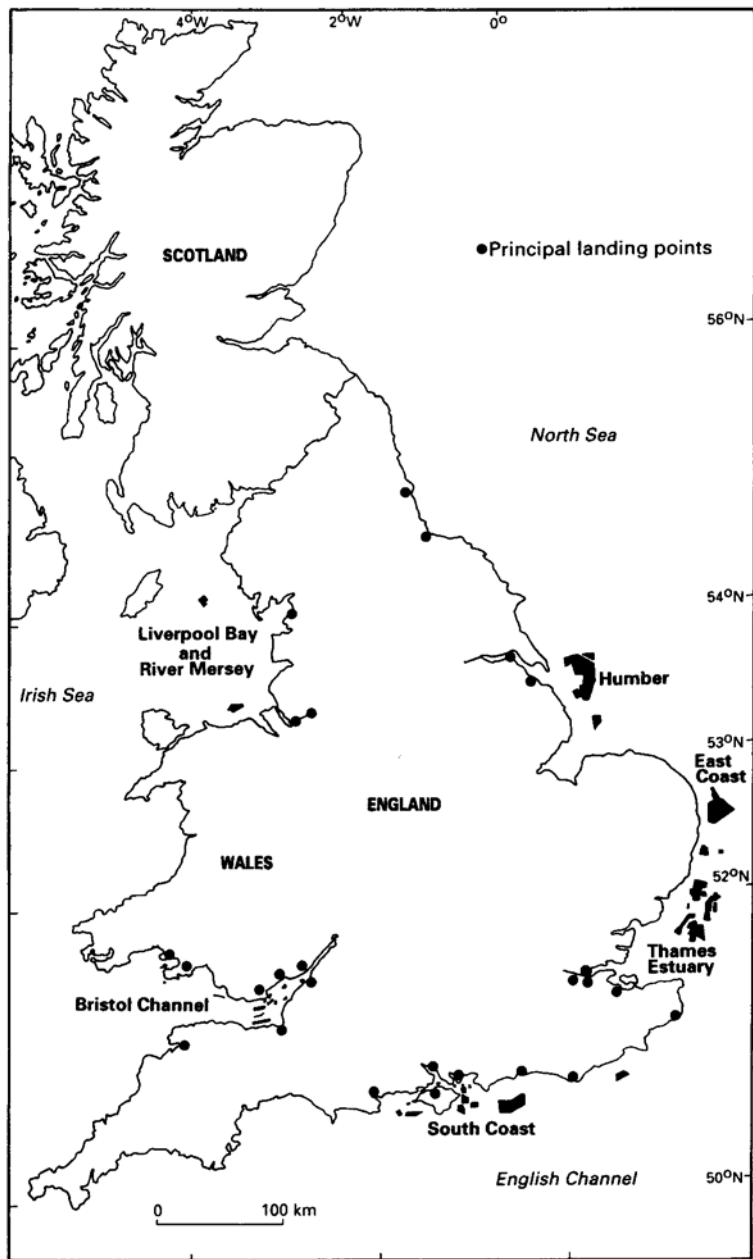 4°W
2°W
0°
SCOTLAND
Principal landing points
56°N
North Sea
54°N
Liverpool Bay
and
River Mersey
Humber
Irish Sea
53°N
East
Coast
ENGLAND
WALES
52°N
Thames
Estuary
Bristol Channel
South Coast
English Channel
50°N
0
100 km